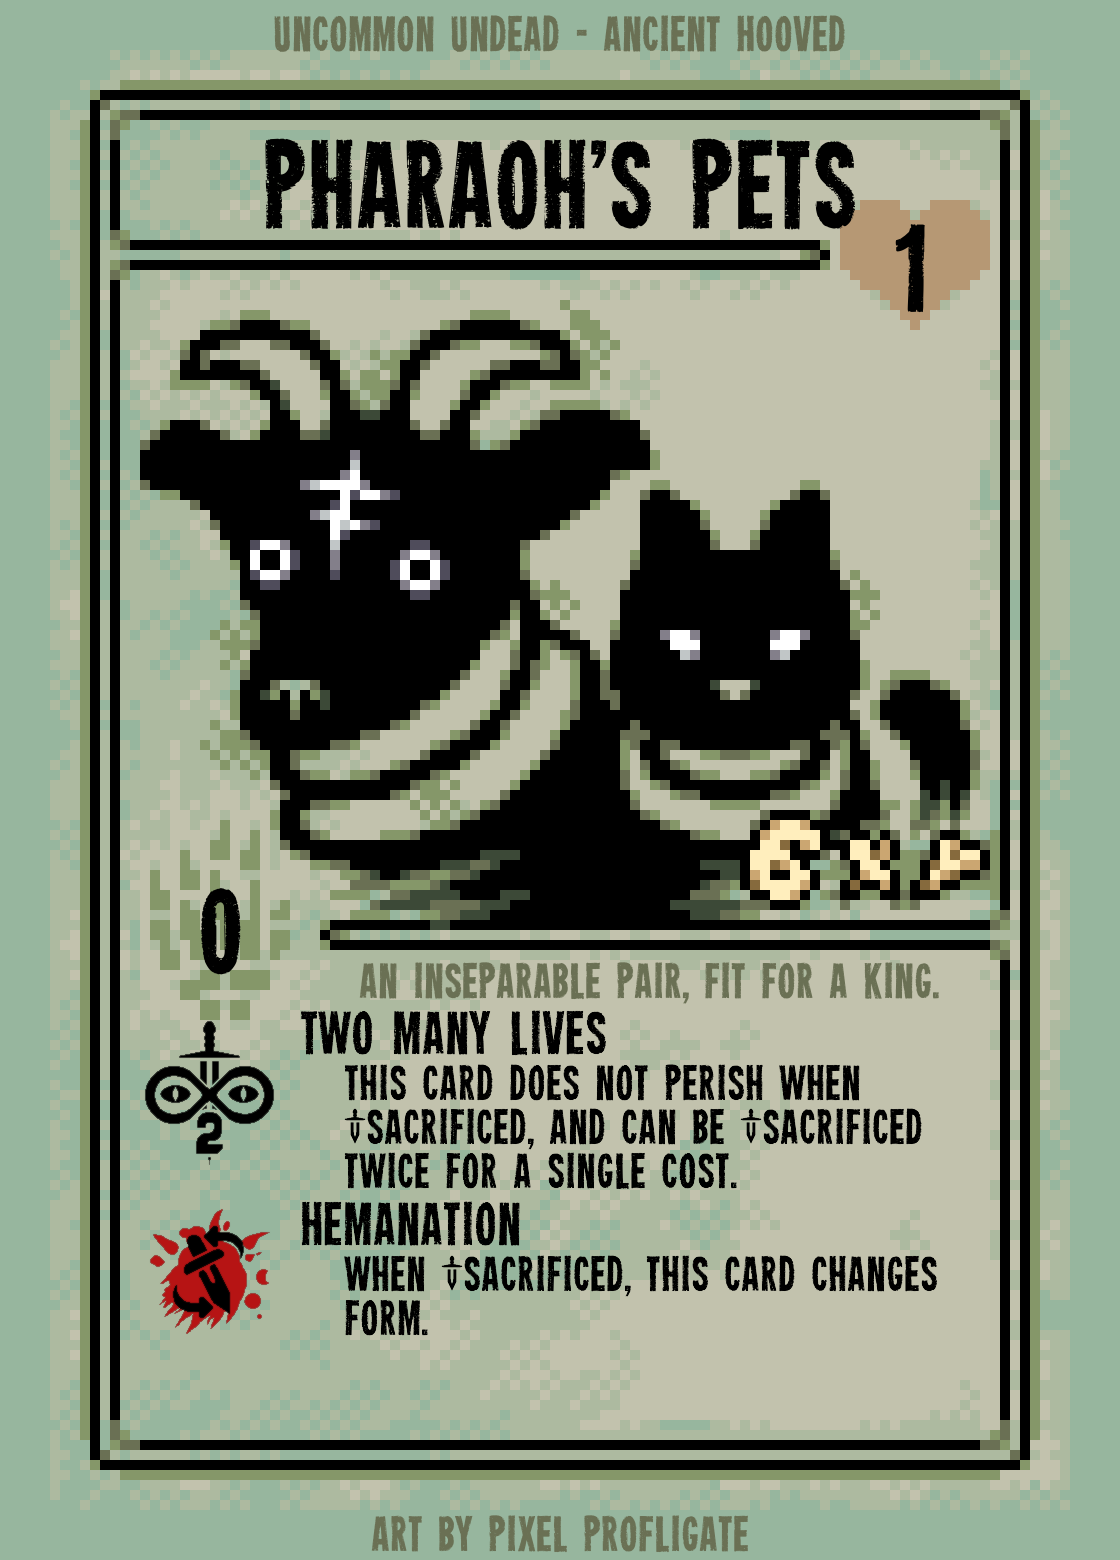 UNCOMMON UNDEAD - ANCIENT HOOVED
PHARAOH'S PETS
1
6 X
0
AN INSEPARABLE PAIR, FIT FOR A KING.
TWO MANY LIVES
THIS CARD DOES NOT PERISH WHEN
SACRIFICED, AND CAN BE SACRIFICED
TWICE FOR A SINGLE COST.
2
HEMANATION
WHEN SACRIFICED, THIS CARD CHANGES
FORM.
ART BY PIXEL PROFLIGATE